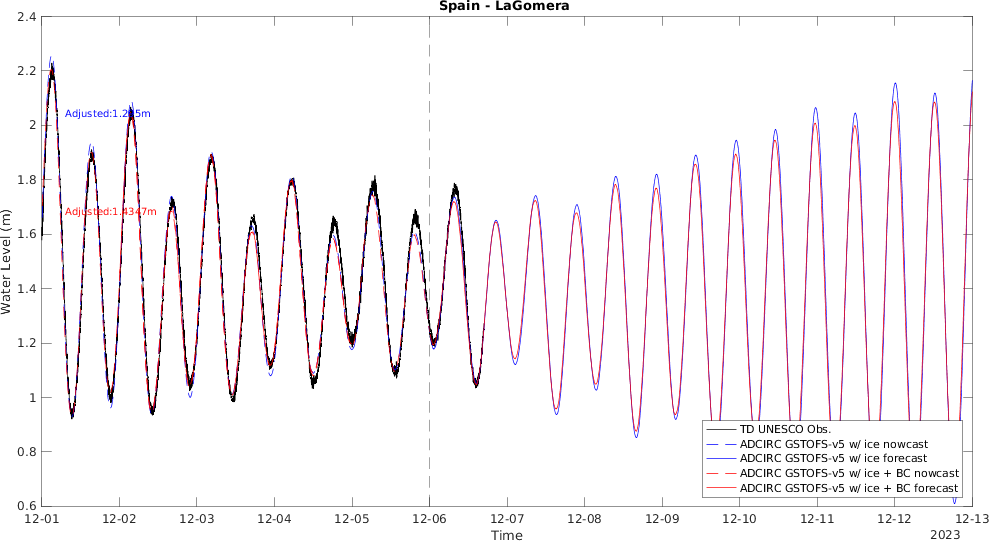 Spain - LaGomera
2.4
2.2
2
1.8
1.6
1.4
1.2
1
0.8
0.6
Water Level (m)
Adjusted:1.2 5m
Adjusted:1.4347m
TD UNESCO Obs.
ADCIRC GSTOFS-v5 w/ ice nowcast
ADCIRC GSTOFS-v5 w/ ice forecast
ADCIRC GSTOFS-v5 w/ ice + BC nowcast
ADCIRC GSTOFS-v5 w/ ice + BC forecast
12-01 12-02 12-03 12-04 12-05 12-06 12-07 12-08 12-09 12-10 12-11 12-12 12-13
Time
2023